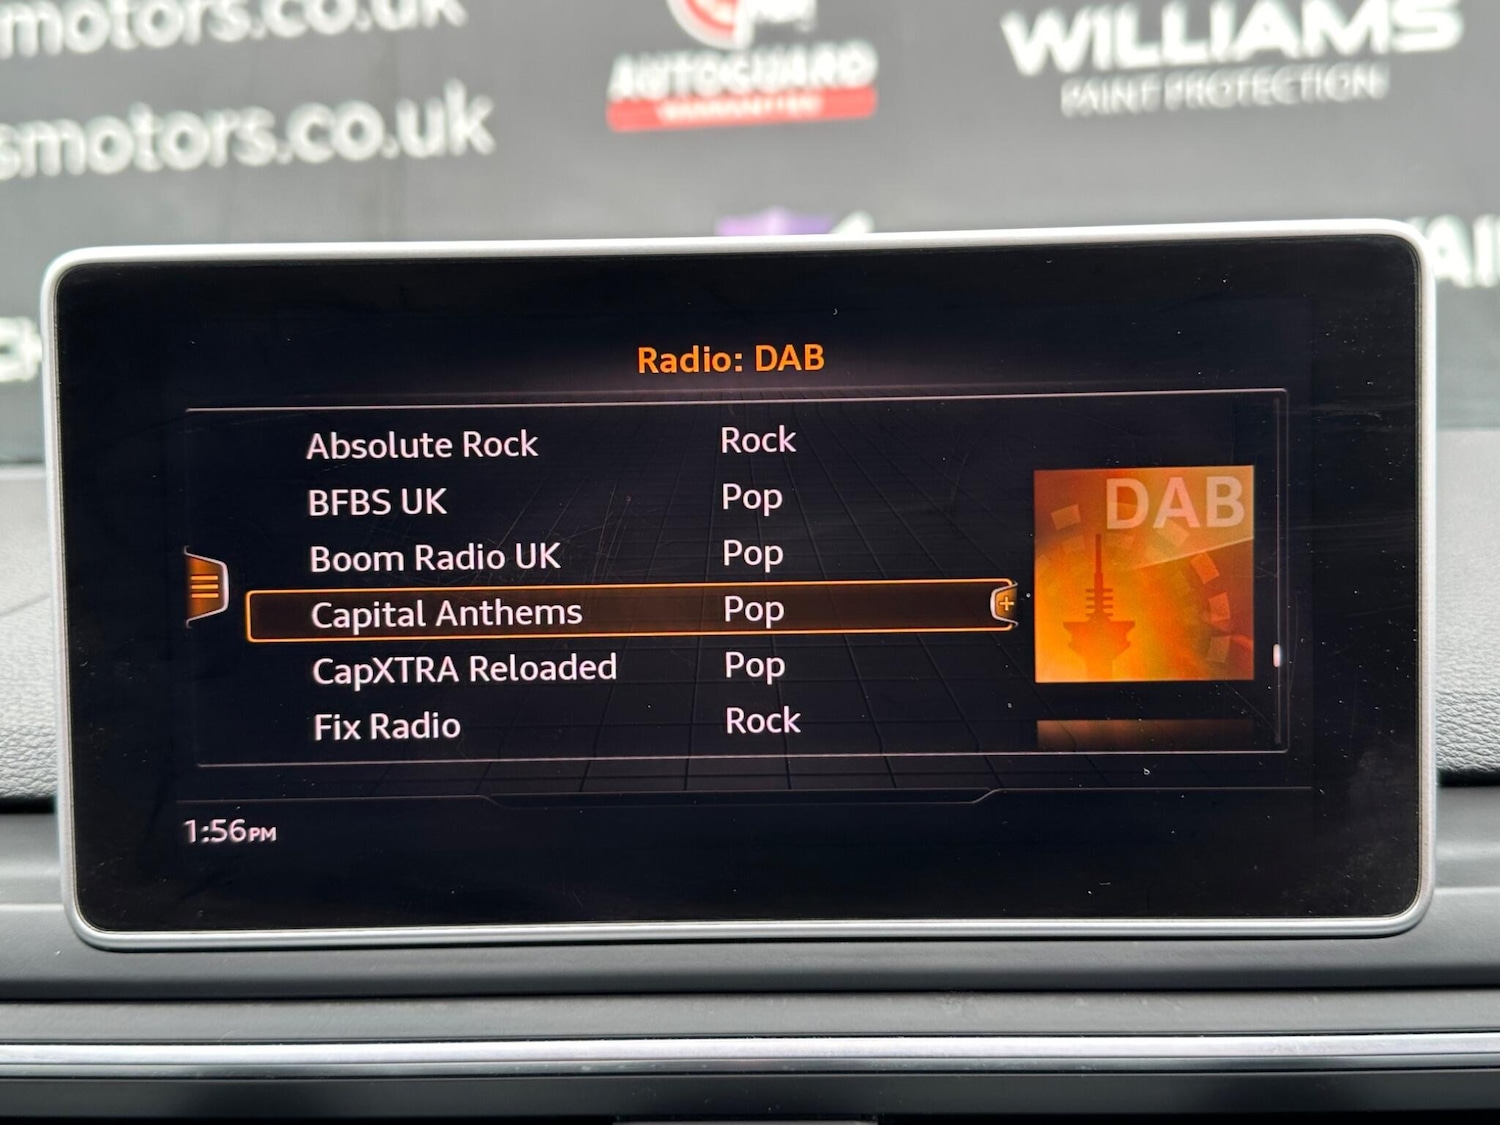 motors.co.uk
smotors.co.uk
AUTOGUARD
WARRANTIES
WILLIAMS
PAINT PROTECTION
Radio: DAB
Absolute Rock Rock
BFBS UK Pop
Boom Radio UK Pop
Capital Anthems Pop
CapXTRA Reloaded Pop
Fix Radio Rock
DAB
1:56PM